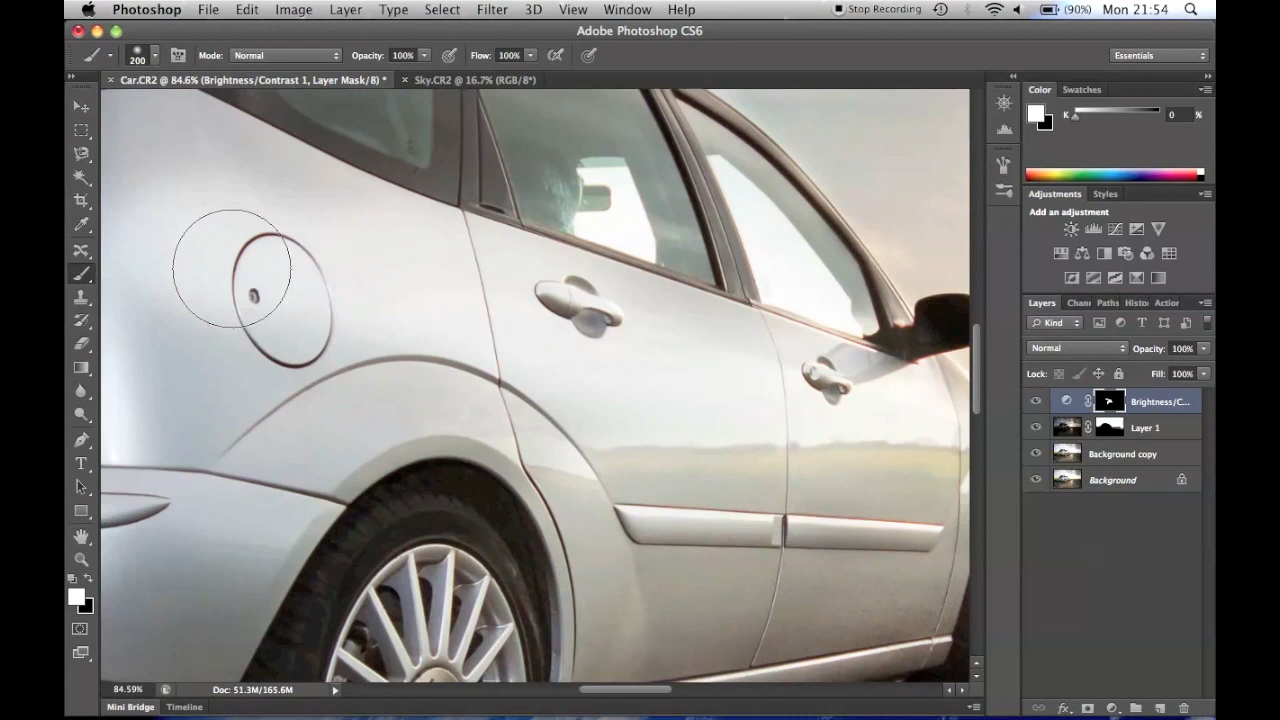 Photoshop File Edit Image Layer Type Select Filter 3D View Window Help Stop Recording (90%) Mon 21:54
Adobe Photoshop CS6
200 Mode: Normal Opacity: 100% Flow: 100% Essentials
Car.CR2 @ 84.6% (Brightness/Contrast 1, Layer Mask/8) * Sky.CR2 @ 16.7% (RGB/8*)
Color Swatches
K 0 %
Adjustments Styles
Add an adjustment
Layers Chann Paths Histo Action
Kind
Normal Opacity: 100%
Lock: Fill: 100%
Brightness/C...
Layer 1
Background copy
Background
T
84.59% Doc: 51.3M/165.6M
Mini Bridge Timeline